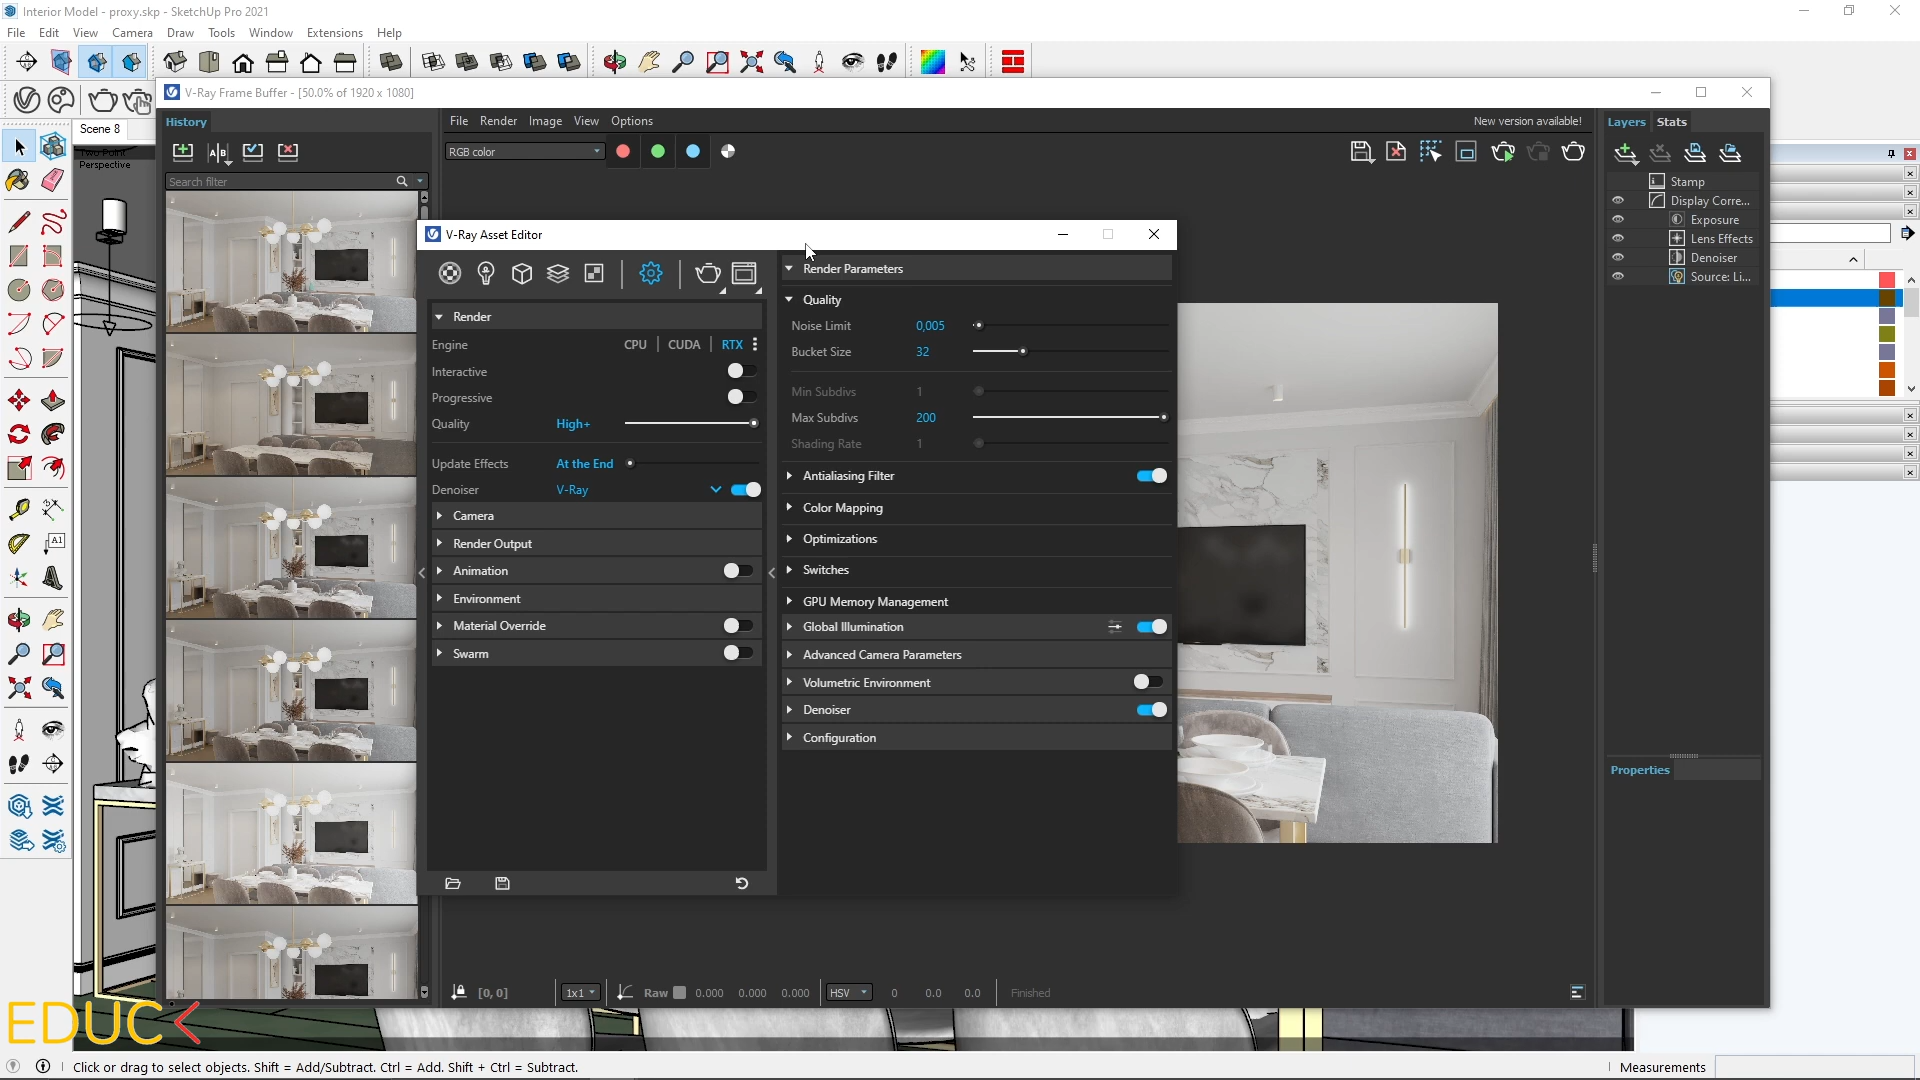 Interior Model - proxy.skp - SketchUp Pro 2021
File Edit View Camera Draw Tools Window Extensions Help
V-Ray Frame Buffer - [50.0% of 1920 x 1080]
Scene 8
Two Point
Perspective
History
Search filter
File Render Image View Options
New version available!
RGB color
Layers Stats
Stamp
Display Corre...
Exposure
Lens Effects
Denoiser
Source: Li...
Properties
V-Ray Asset Editor
Render
Engine CPU CUDA RTX
Interactive
Progressive
Quality High+
Update Effects At the End
Denoiser V-Ray
Camera
Render Output
Animation
Environment
Material Override
Swarm
Render Parameters
Quality
Noise Limit 0,005
Bucket Size 32
Min Subdivs 1
Max Subdivs 200
Shading Rate 1
Antialiasing Filter
Color Mapping
Optimizations
Switches
GPU Memory Management
Global Illumination
Advanced Camera Parameters
Volumetric Environment
Denoiser
Configuration
[0, 0] 1x1 Raw 0.000 0.000 0.000 HSV 0 0.0 0.0 Finished
EDUC
Click or drag to select objects. Shift = Add/Subtract. Ctrl = Add. Shift + Ctrl = Subtract.
Measurements